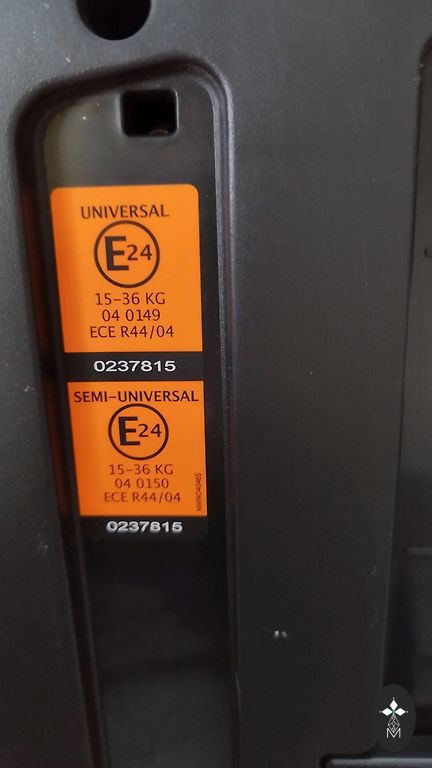 UNIVERSAL
E24
15-36 KG
04 0149
ECE R44/04
0237815
SEMI-UNIVERSAL
E24
15-36 KG
04 0150
ECE R44/04
0237815
M